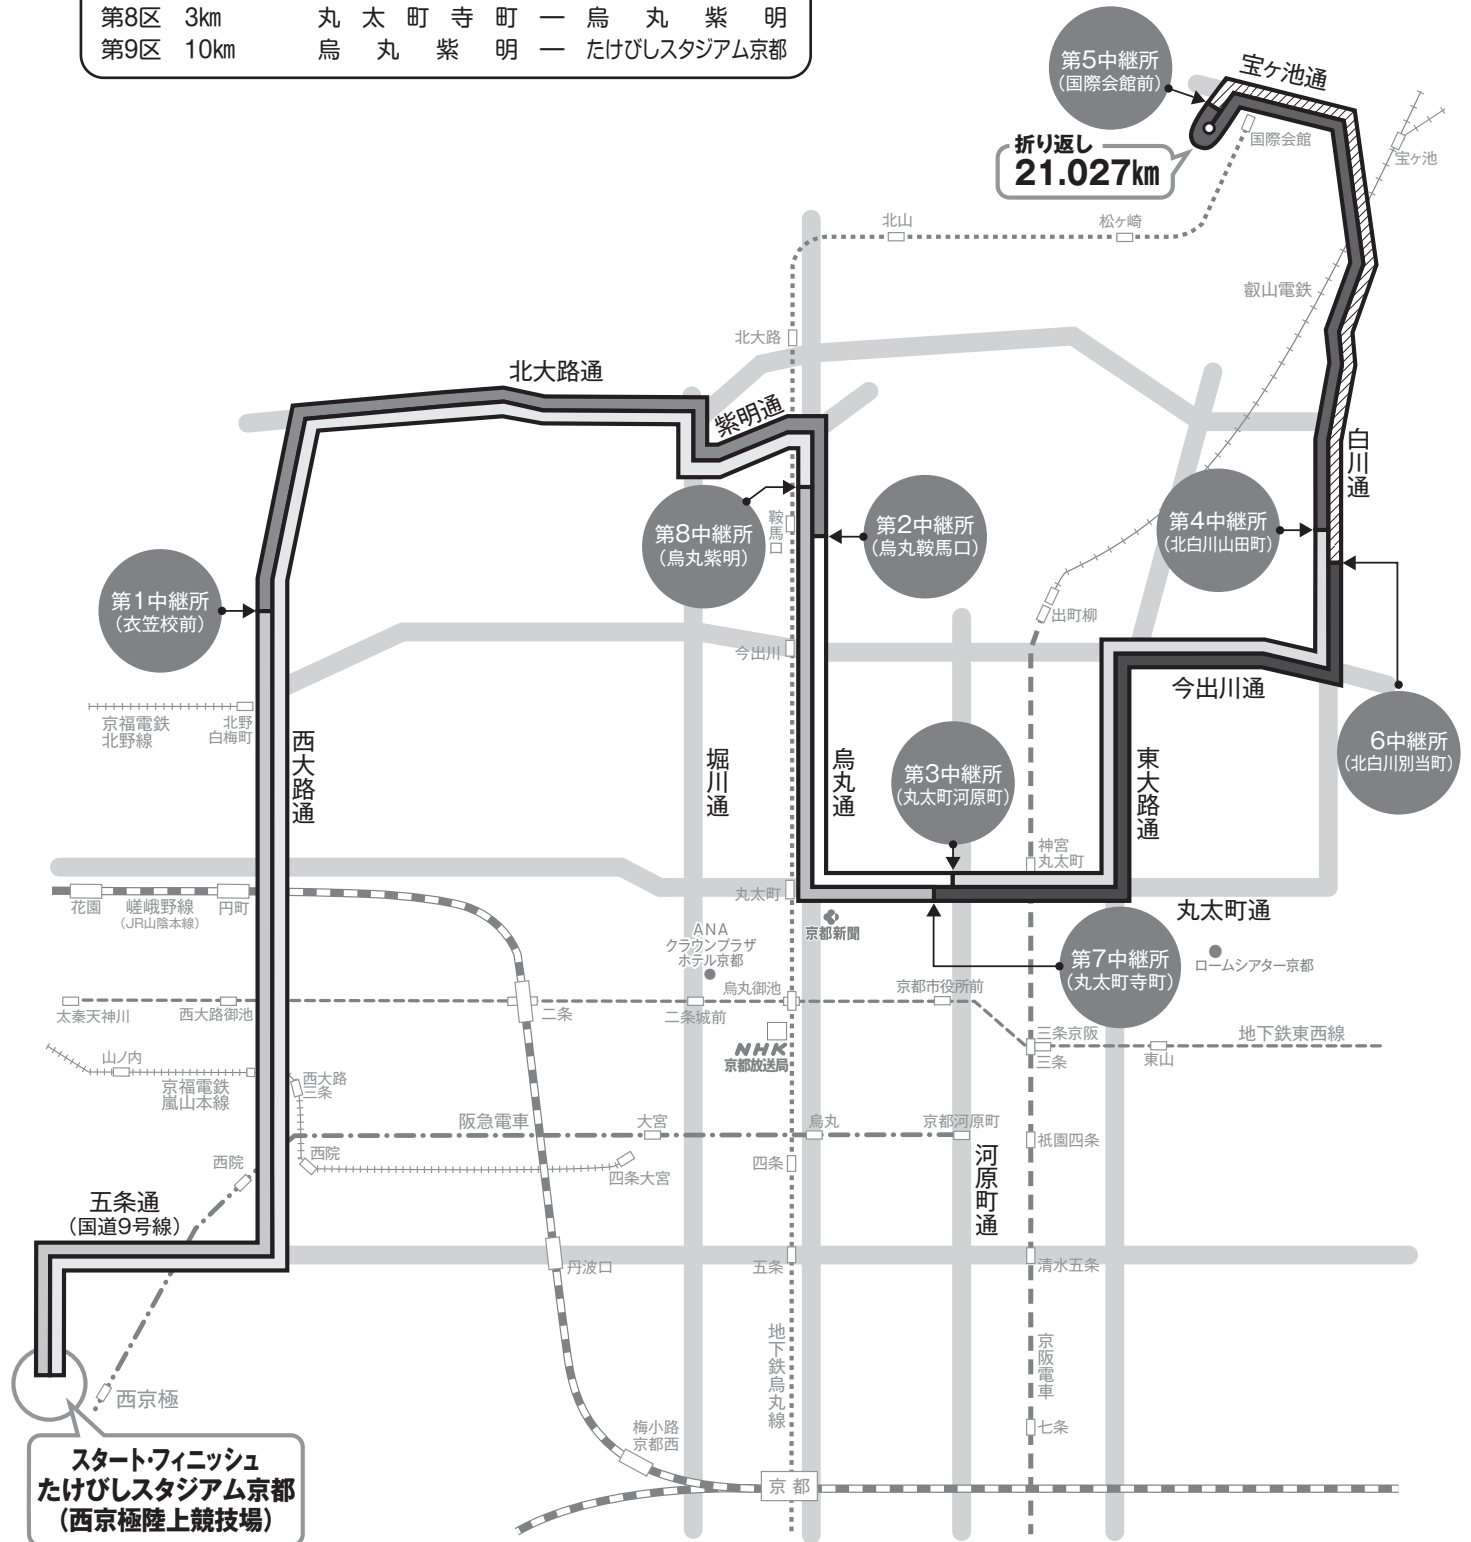 第8区 3km 丸太町寺町 ― 烏丸紫明
第9区 10km 烏丸紫明 ― たけびしスタジアム京都
第5中継所
(国際会館前)
宝ヶ池通
折り返し
21.027km
国際会館
宝ヶ池
北山
松ヶ崎
叡山電鉄
北大路
北大路通
紫明通
白川通
第8中継所
(烏丸紫明)
鞍馬口
第2中継所
(烏丸鞍馬口)
第4中継所
(北白川山田町)
第1中継所
(衣笠校前)
出町柳
今出川
今出川通
京福電鉄
北野線
北野
白梅町
西大路通
堀川通
烏丸通
第3中継所
(丸太町河原町)
東大路通
6中継所
(北白川別当町)
神宮
丸太町
花園
嵯峨野線
(JR山陰本線)
円町
丸太町
丸太町通
京都新聞
ANA
クラウンプラザ
ホテル京都
第7中継所
(丸太町寺町)
ロームシアター京都
太秦天神川
西大路御池
二条
二条城前
烏丸御池
京都市役所前
NHK
京都放送局
三条京阪
三条
東山
地下鉄東西線
山ノ内
京福電鉄
嵐山本線
西大路
三条
阪急電車
大宮
烏丸
京都河原町
祇園四条
西院
西院
四条大宮
四条
河原町通
五条通
(国道9号線)
丹波口
五条
清水五条
地下鉄烏丸線
京阪電車
西京極
七条
梅小路
京都西
京都
スタート・フィニッシュ
たけびしスタジアム京都
(西京極陸上競技場)